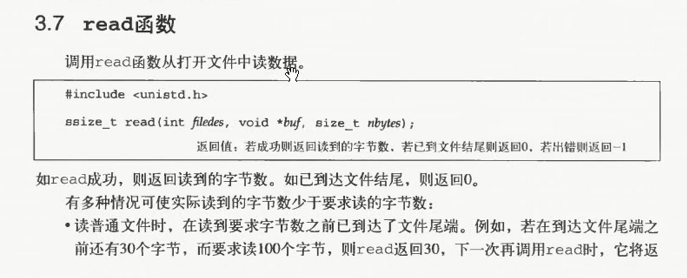 3.7 read函数
调用read函数从打开文件中读数据。
#include <unistd.h>
ssize_t read(int filedes, void *buf, size_t nbytes);
返回值：若成功则返回读到的字节数，若已到文件结尾则返回0，若出错则返回-1
如read成功，则返回读到的字节数。如已到达文件结尾，则返回0。
有多种情况可使实际读到的字节数少于要求读的字节数：
•读普通文件时，在读到要求字节数之前已到达了文件尾端。例如，若在到达文件尾端之
前还有30个字节，而要求读100个字节，则read返回30，下一次再调用read时，它将返